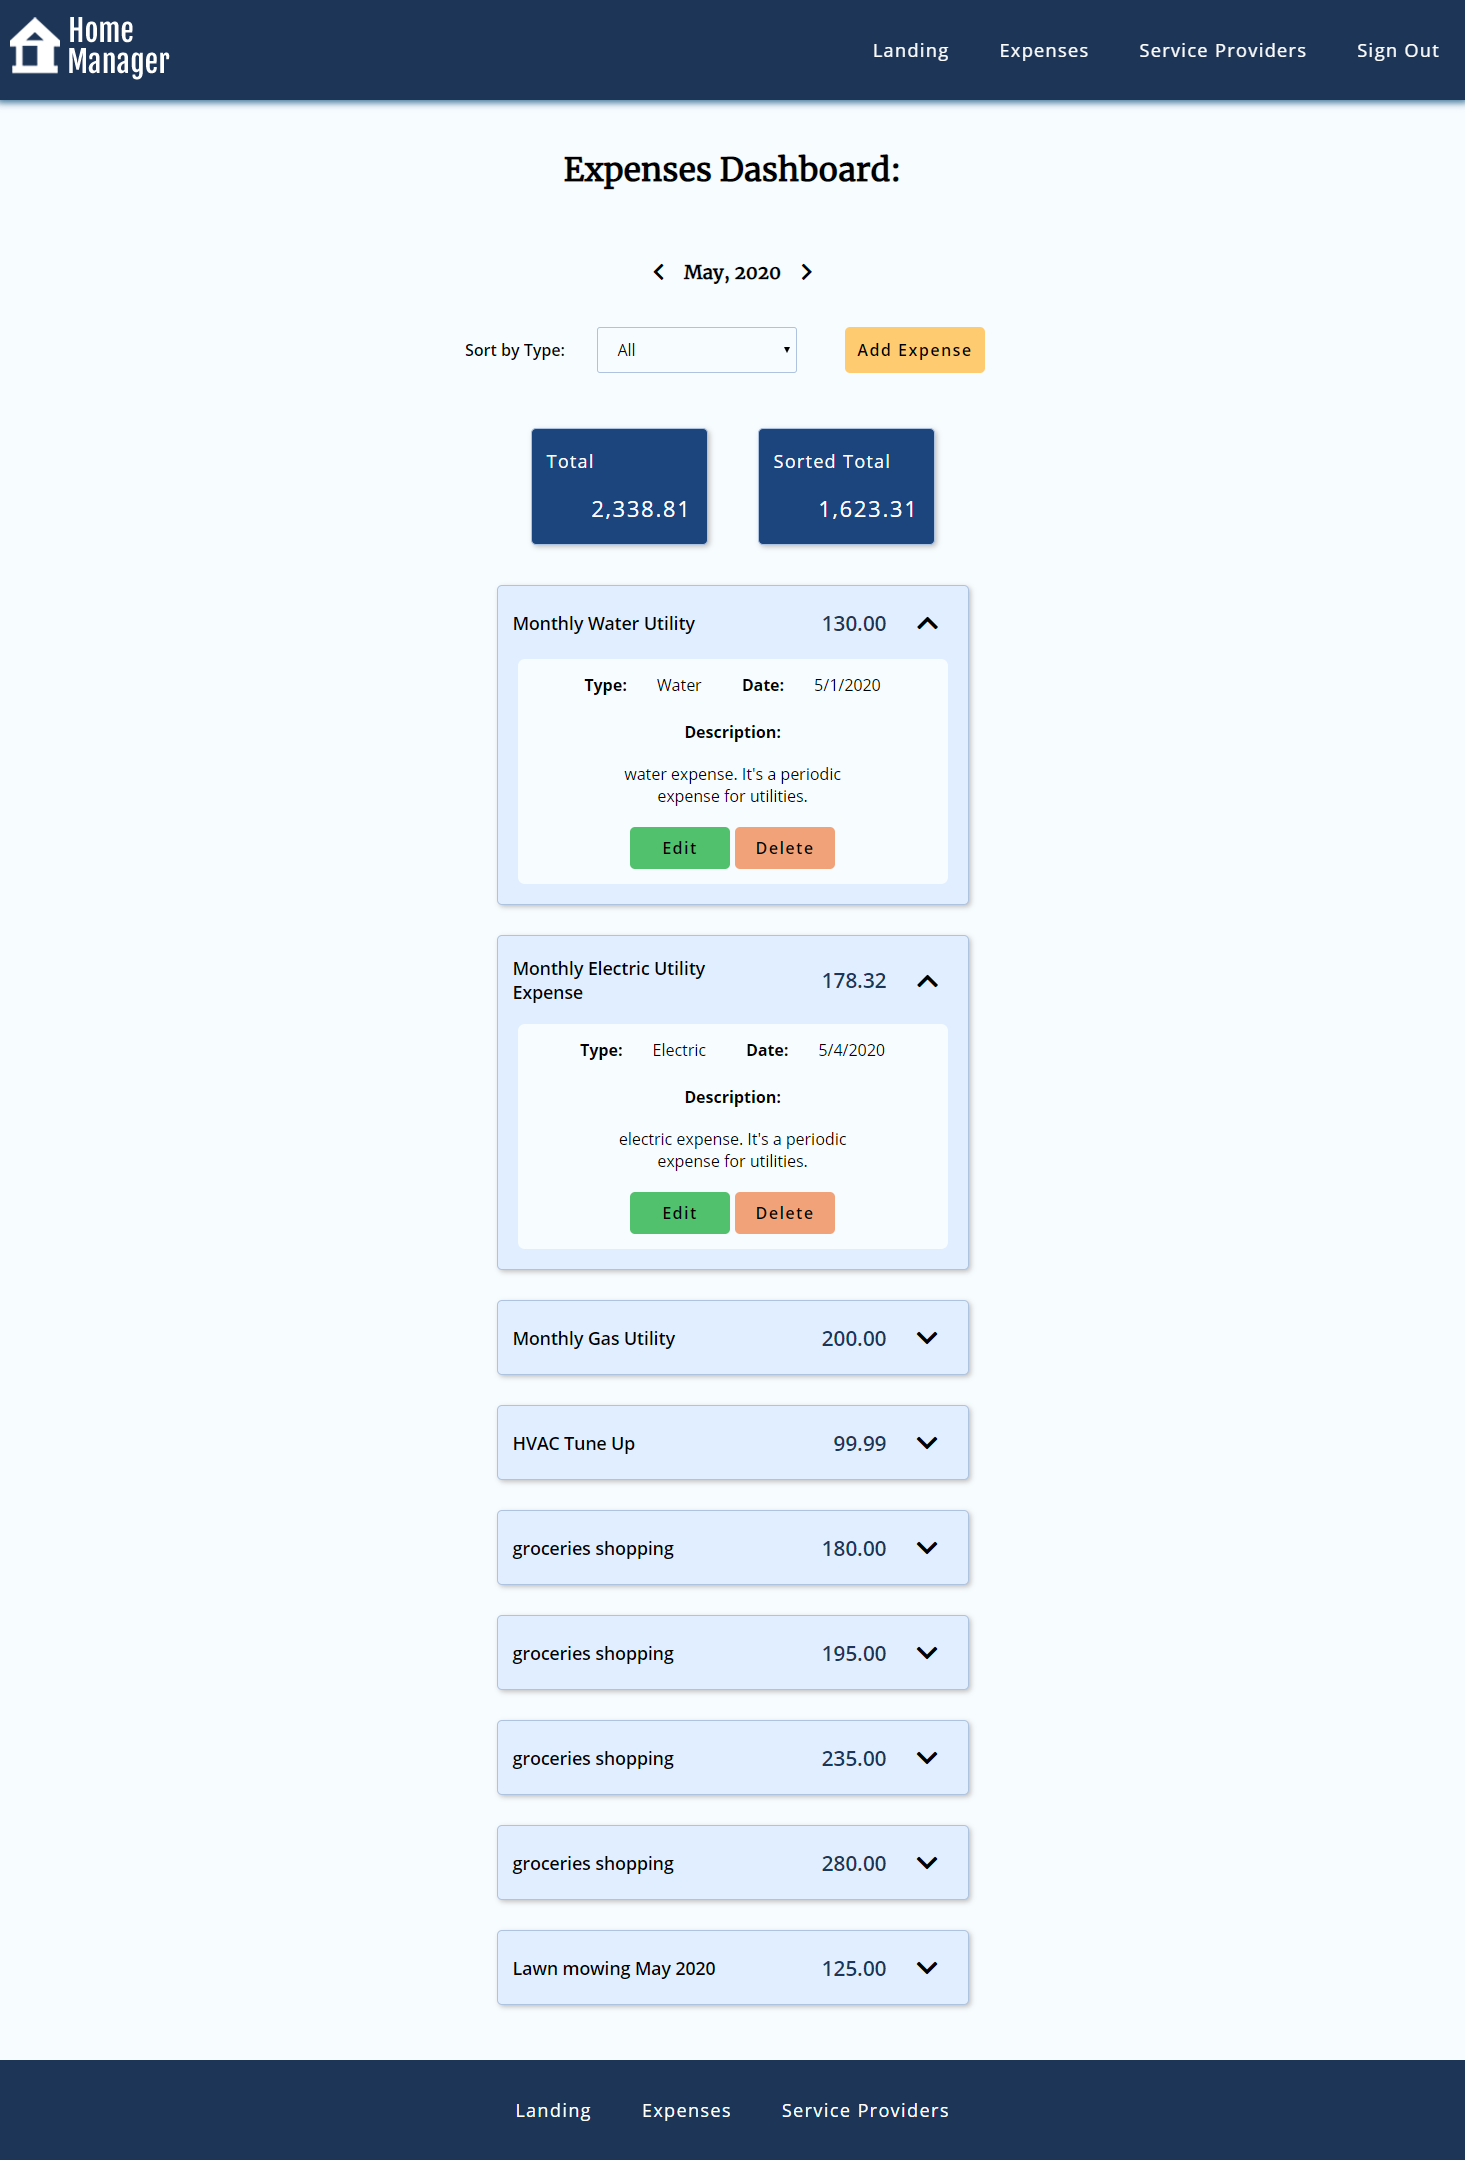 Home
Manager
Landing Expenses Service Providers Sign Out
Expenses Dashboard:
May, 2020
Sort by Type: All Add Expense
Total Sorted Total
2,338.81 1,623.31
Monthly Water Utility 130.00
Type: Water Date: 5/1/2020
Description:
water expense. It's a periodic
expense for utilities.
Edit Delete
Monthly Electric Utility
Expense 178.32
Type: Electric Date: 5/4/2020
Description:
electric expense. It's a periodic
expense for utilities.
Edit Delete
Monthly Gas Utility 200.00
HVAC Tune Up 99.99
groceries shopping 180.00
groceries shopping 195.00
groceries shopping 235.00
groceries shopping 280.00
Lawn mowing May 2020 125.00
Landing Expenses Service Providers